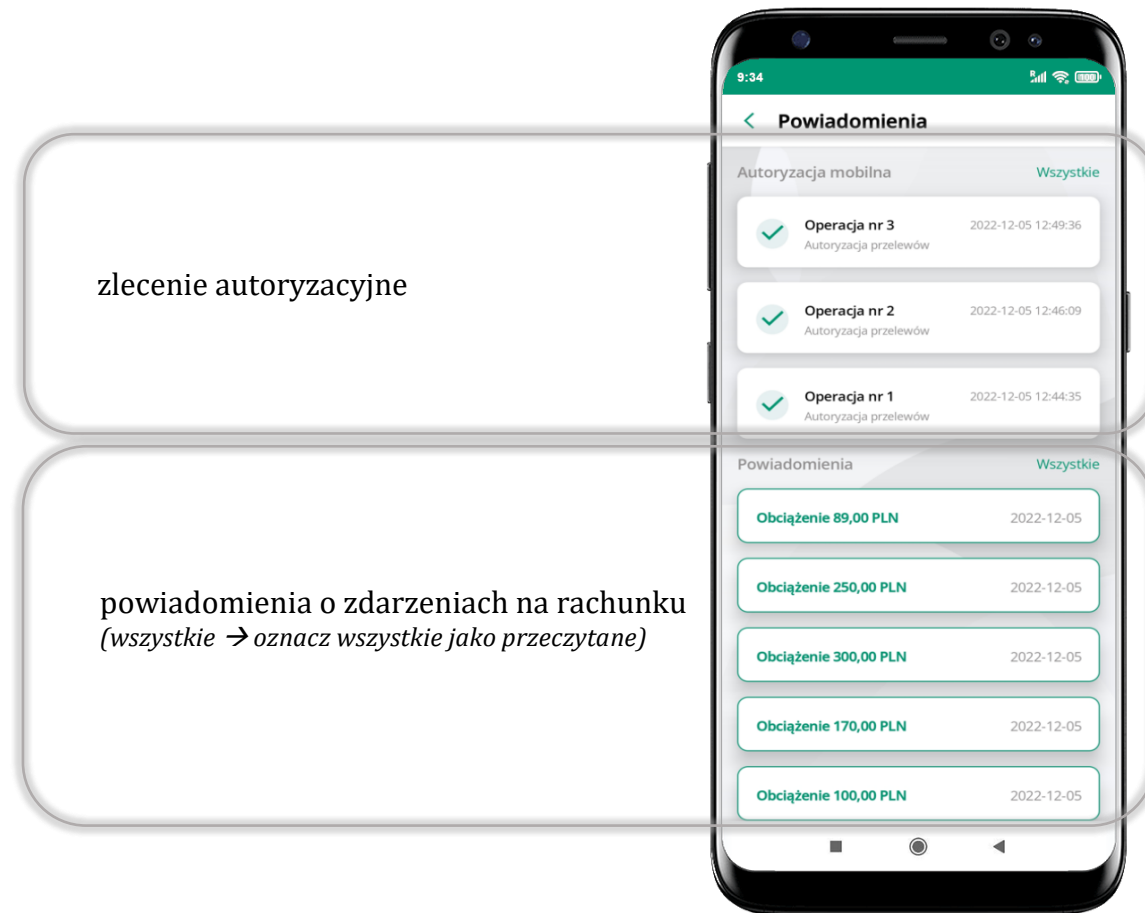 9:34
R
100
Powiadomienia
Autoryzacja mobilna Wszystkie
Operacja nr 3 2022-12-05 12:49:36
Autoryzacja przelewów
Operacja nr 2 2022-12-05 12:46:09
Autoryzacja przelewów
Operacja nr 1 2022-12-05 12:44:35
Autoryzacja przelewów
zlecenie autoryzacyjne
Powiadomienia Wszystkie
Obciążenie 89,00 PLN 2022-12-05
Obciążenie 250,00 PLN 2022-12-05
Obciążenie 300,00 PLN 2022-12-05
Obciążenie 170,00 PLN 2022-12-05
Obciążenie 100,00 PLN 2022-12-05
powiadomienia o zdarzeniach na rachunku
(wszystkie → oznacz wszystkie jako przeczytane)